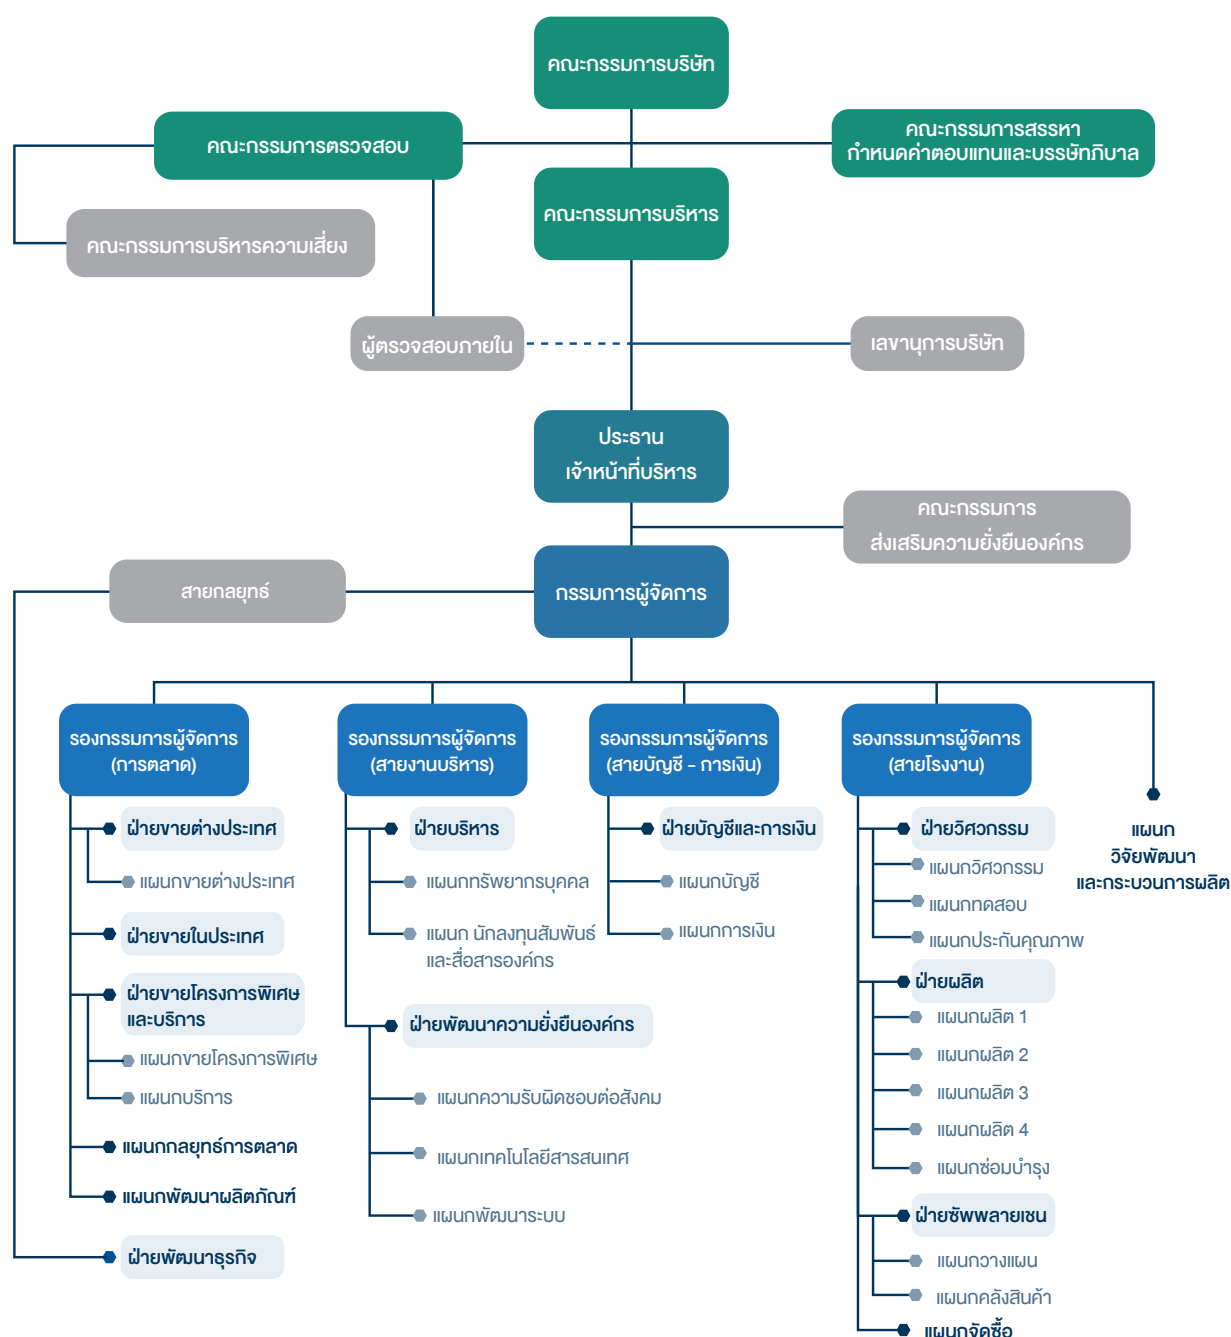 คณะกรรมการบริษัท
คณะกรรมการตรวจสอบ
คณะกรรมการสรรหา
กำหนดค่าตอบแทนและบรรษัทภิบาล
คณะกรรมการบริหาร
คณะกรรมการบริหารความเสี่ยง
ผู้ตรวจสอบภายใน
เลขานุการบริษัท
ประธาน
เจ้าหน้าที่บริหาร
คณะกรรมการ
ส่งเสริมความยั่งยืนองค์กร
สายกลยุทธ์
กรรมการผู้จัดการ
รองกรรมการผู้จัดการ
(การตลาด)
ฝ่ายขายต่างประเทศ
แผนกขายต่างประเทศ
ฝ่ายขายในประเทศ
ฝ่ายขายโครงการพิเศษ
และบริการ
แผนกขายโครงการพิเศษ
แผนกบริการ
แผนกกลยุทธ์การตลาด
แผนกพัฒนาผลิตภัณฑ์
ฝ่ายพัฒนาธุรกิจ
รองกรรมการผู้จัดการ
(สายงานบริหาร)
ฝ่ายบริหาร
แผนกทรัพยากรบุคคล
แผนก นักลงทุนสัมพันธ์
และสื่อสารองค์กร
ฝ่ายพัฒนาความยั่งยืนองค์กร
แผนกความรับผิดชอบต่อสังคม
แผนกเทคโนโลยีสารสนเทศ
แผนกพัฒนาระบบ
รองกรรมการผู้จัดการ
(สายบัญชี - การเงิน)
ฝ่ายบัญชีและการเงิน
แผนกบัญชี
แผนกการเงิน
รองกรรมการผู้จัดการ
(สายโรงงาน)
ฝ่ายวิศวกรรม
แผนกวิศวกรรม
แผนกทดสอบ
แผนกประกันคุณภาพ
ฝ่ายผลิต
แผนกผลิต 1
แผนกผลิต 2
แผนกผลิต 3
แผนกผลิต 4
แผนกซ่อมบำรุง
ฝ่ายซัพพลายเชน
แผนกวางแผน
แผนกคลังสินค้า
แผนกจัดซื้อ
แผนก
วิจัยพัฒนา
และกระบวนการผลิต